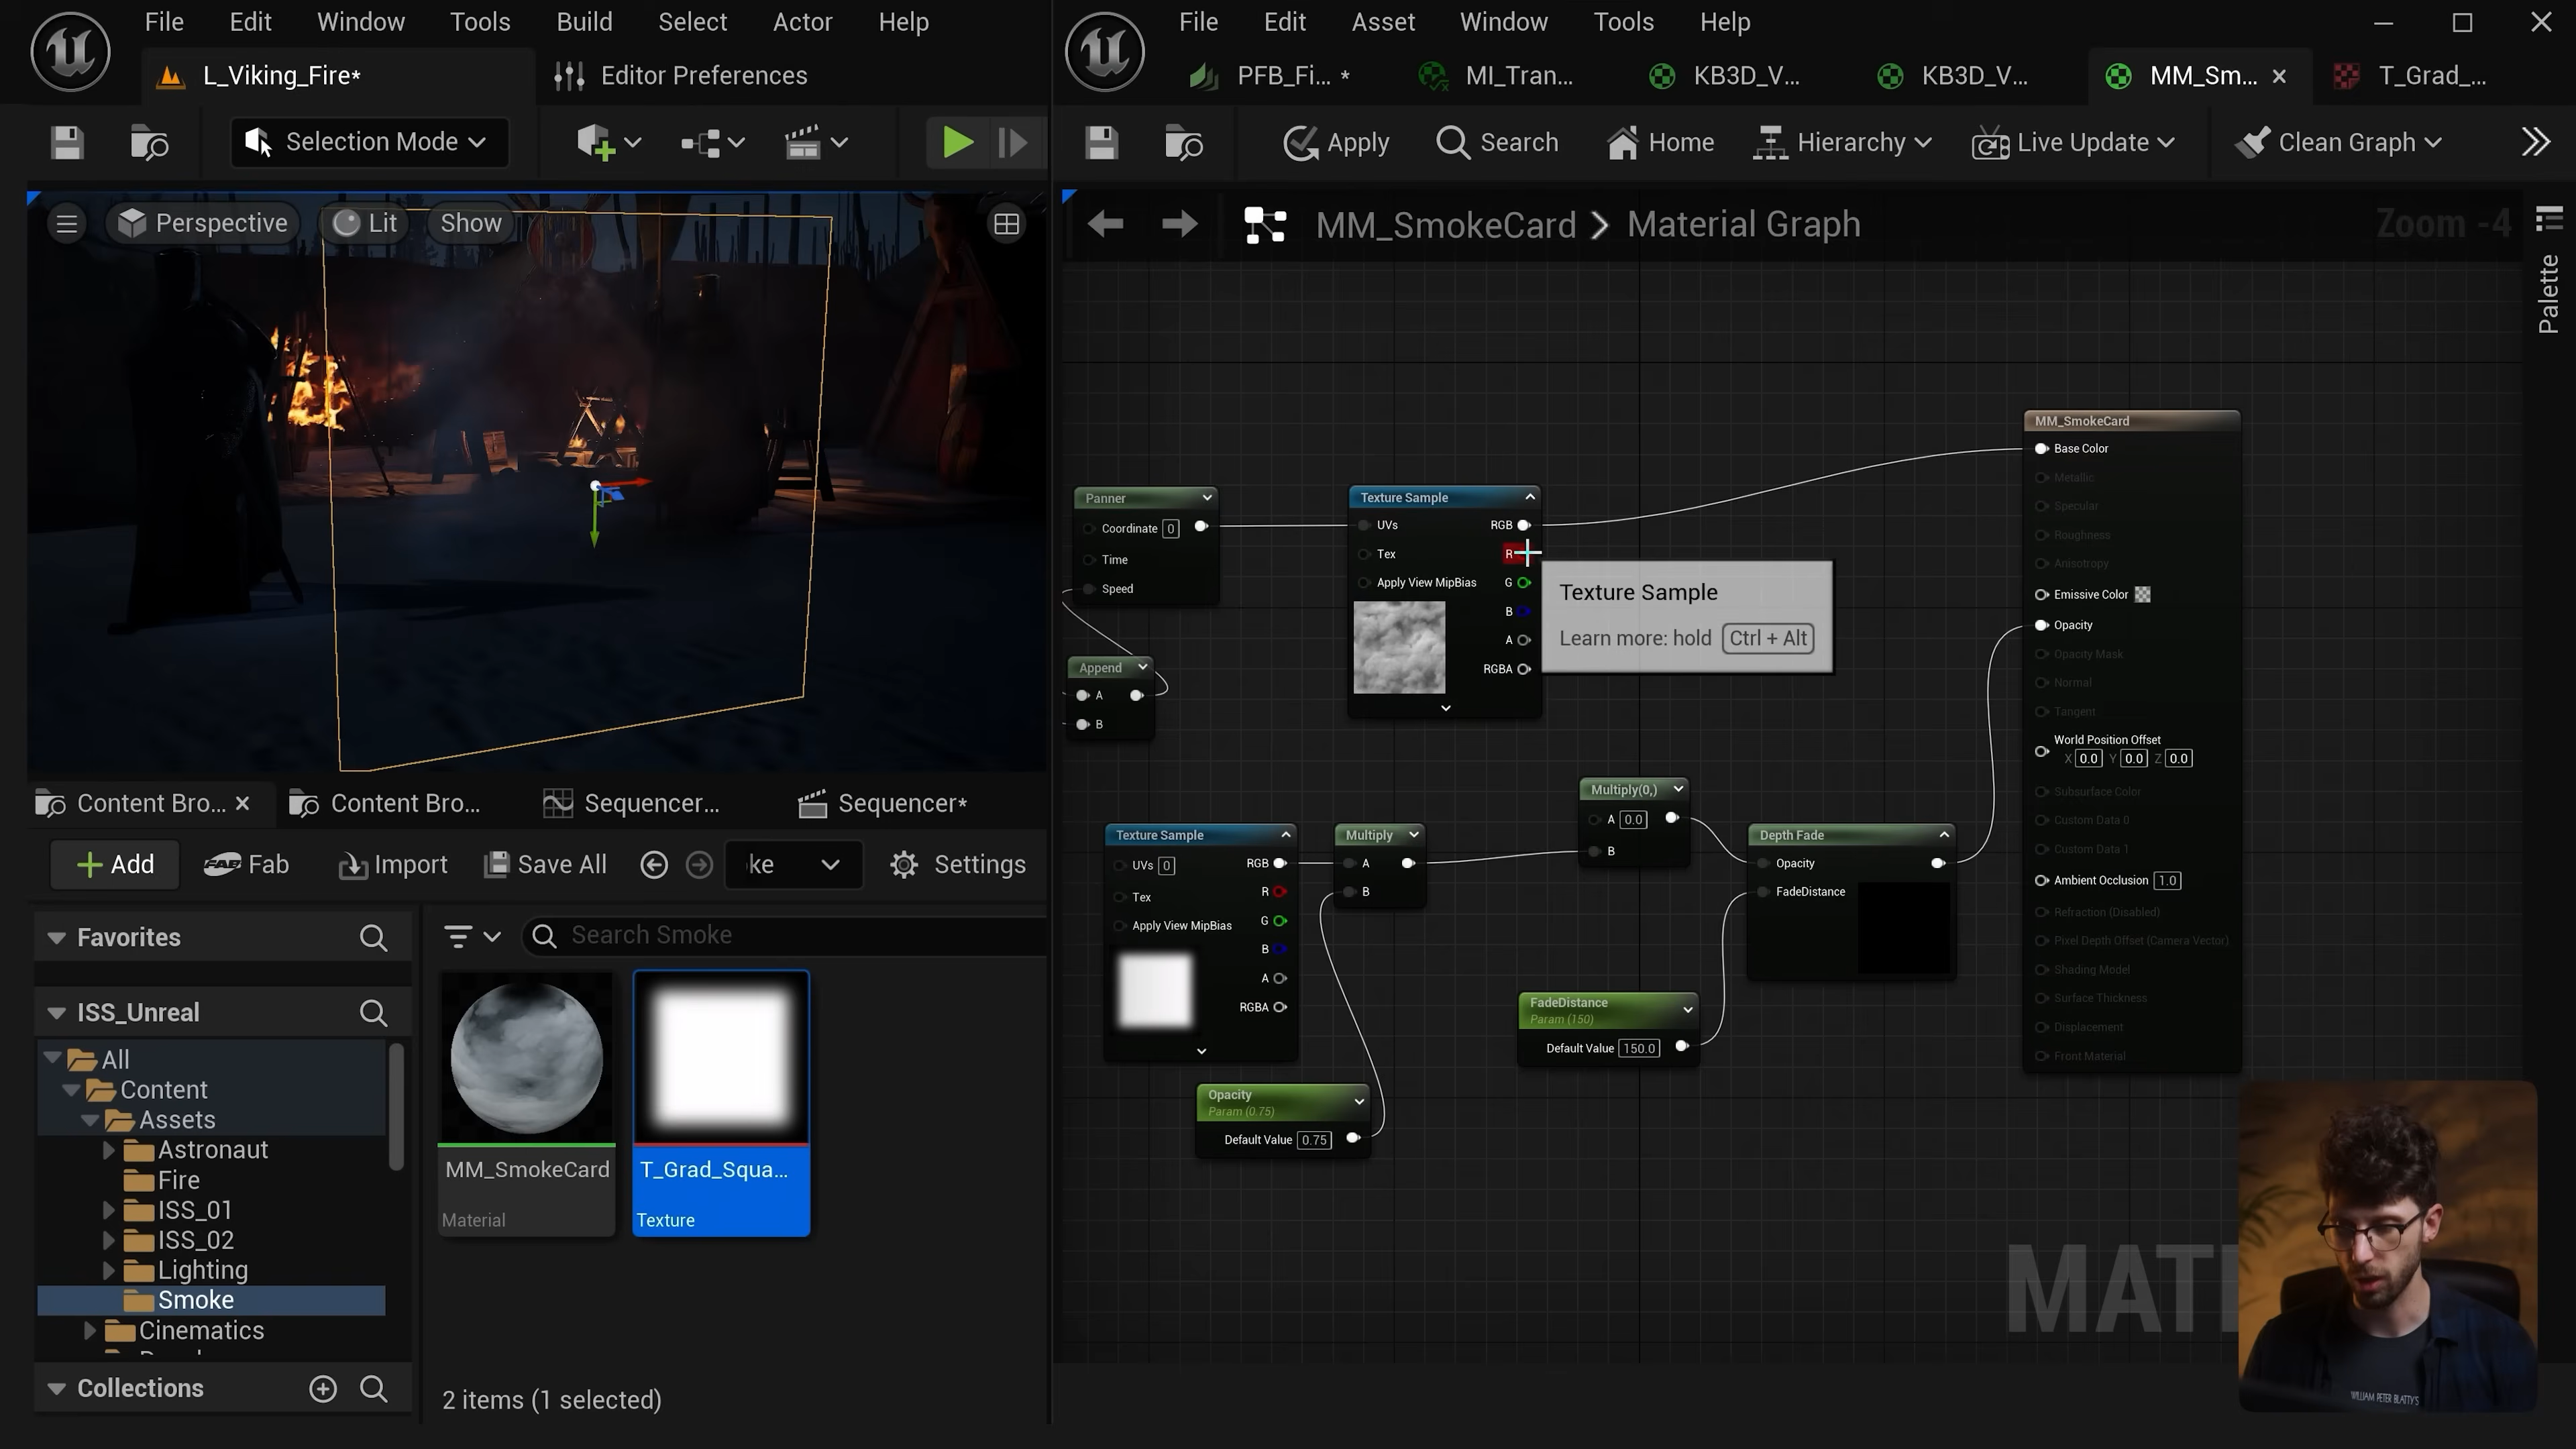 File Edit Window Tools Build Select Actor Help
L_Viking_Fire*
Editor Preferences
Selection Mode
Perspective
Lit
Show
Content Bro...
Content Bro...
Sequencer...
Sequencer*
Add
Fab
Import
Save All
ke
Settings
Favorites
Search Smoke
ISS_Unreal
All
Content
Assets
Astronaut
Fire
ISS_01
ISS_02
Lighting
Smoke
Cinematics
Collections
MM_SmokeCard
Material
T_Grad_Squa...
Texture
2 items (1 selected)
File Edit Asset Window Tools Help
PFB_Fi... *
MI_Tran...
KB3D_V...
KB3D_V...
MM_Sm...
T_Grad_...
Apply
Search
Home
Hierarchy
Live Update
Clean Graph
MM_SmokeCard > Material Graph
Zoom -4
Palette
Panner
Coordinate 0
Time
Speed
Append
A
B
Texture Sample
UVs RGB
Tex R
Apply View MipBias G
B
A
RGBA
Texture Sample
Learn more: hold Ctrl + Alt
Texture Sample
UVs 0 RGB
R
Tex
G
Apply View MipBias
B
A
RGBA
Multiply
A
B
Opacity
Param (0.75)
Default Value 0.75
Multiply(0,)
A 0.0
B
FadeDistance
Param (150)
Default Value 150.0
Depth Fade
Opacity
FadeDistance
MM_SmokeCard
Base Color
Metallic
Specular
Roughness
Anisotropy
Emissive Color
Opacity
Opacity Mask
Normal
Tangent
World Position Offset
X 0.0 Y 0.0 Z 0.0
Subsurface Color
Custom Data 0
Custom Data 1
Ambient Occlusion 1.0
Refraction (Disabled)
Pixel Depth Offset (Camera Vector)
Shading Model
Surface Thickness
Displacement
Front Material
MAT
WILLIAM PETER BLATTY'S